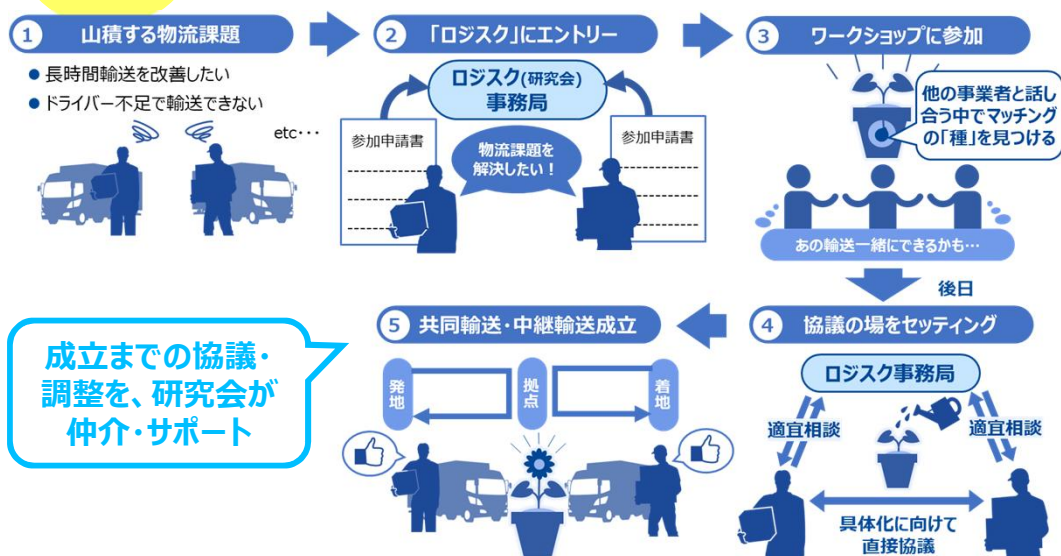 1 山積する物流課題
● 長時間輸送を改善したい
● ドライバー不足で輸送できない
etc…
2 「ロジスク」にエントリー
ロジスク(研究会)
事務局
参加申請書
参加申請書
物流課題を
解決したい！
3 ワークショップに参加
他の事業者と話し
合う中でマッチング
の「種」を見つける
あの輸送一緒にできるかも…
後日
4 協議の場をセッティング
ロジスク事務局
適宜相談
適宜相談
具体化に向けて
直接協議
5 共同輸送・中継輸送成立
発地
拠点
着地
成立までの協議・
調整を、研究会が
仲介・サポート